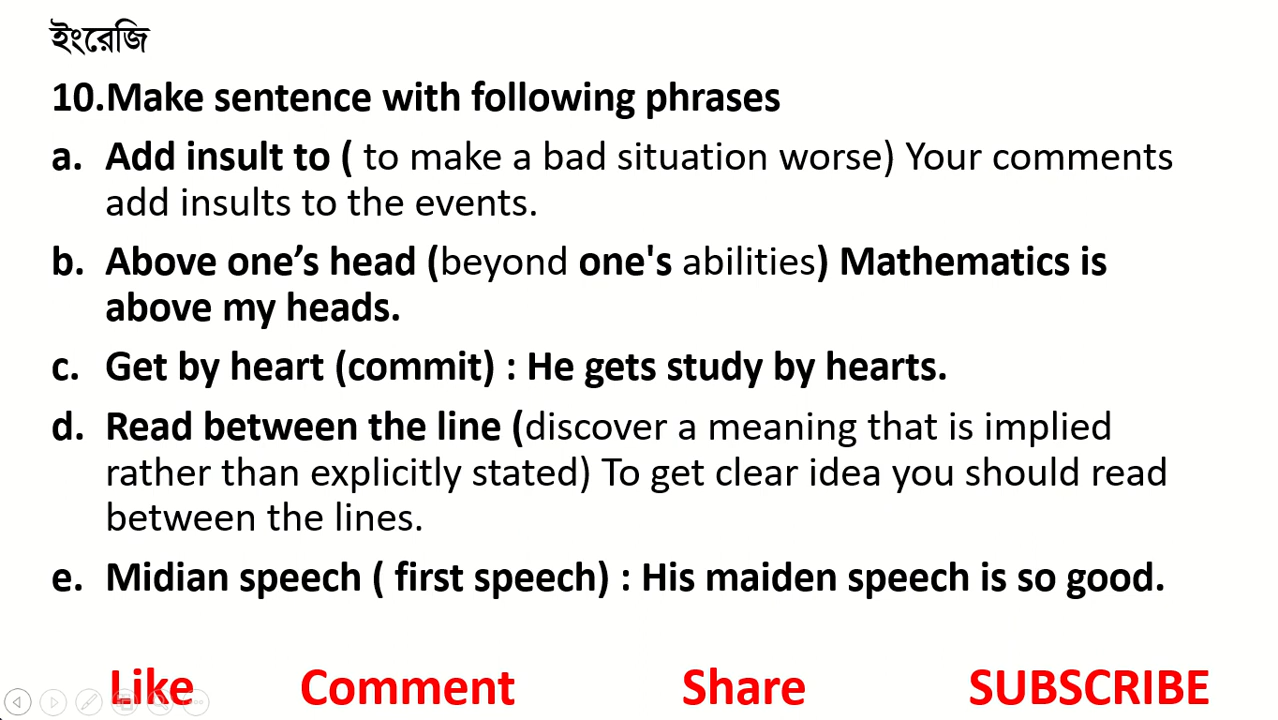 ইংরেজি
10.Make sentence with following phrases
a. Add insult to ( to make a bad situation worse) Your comments
add insults to the events.
b. Above one’s head (beyond one's abilities) Mathematics is
above my heads.
c. Get by heart (commit) : He gets study by hearts.
d. Read between the line (discover a meaning that is implied
rather than explicitly stated) To get clear idea you should read
between the lines.
e. Midian speech ( first speech) : His maiden speech is so good.
Like Comment Share SUBSCRIBE